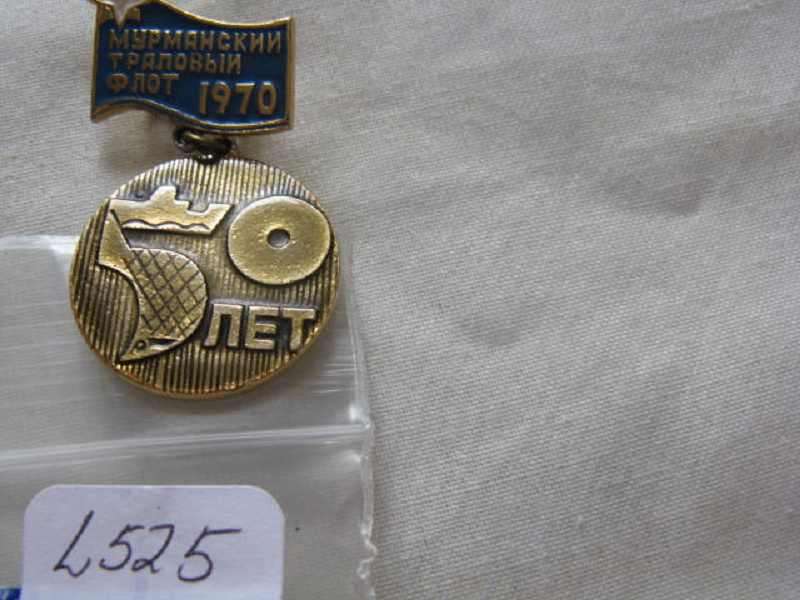 МУРМАНСКИЙ
ТРАЛОВЫЙ
ФЛОТ 1970
50
ЛЕТ
L525